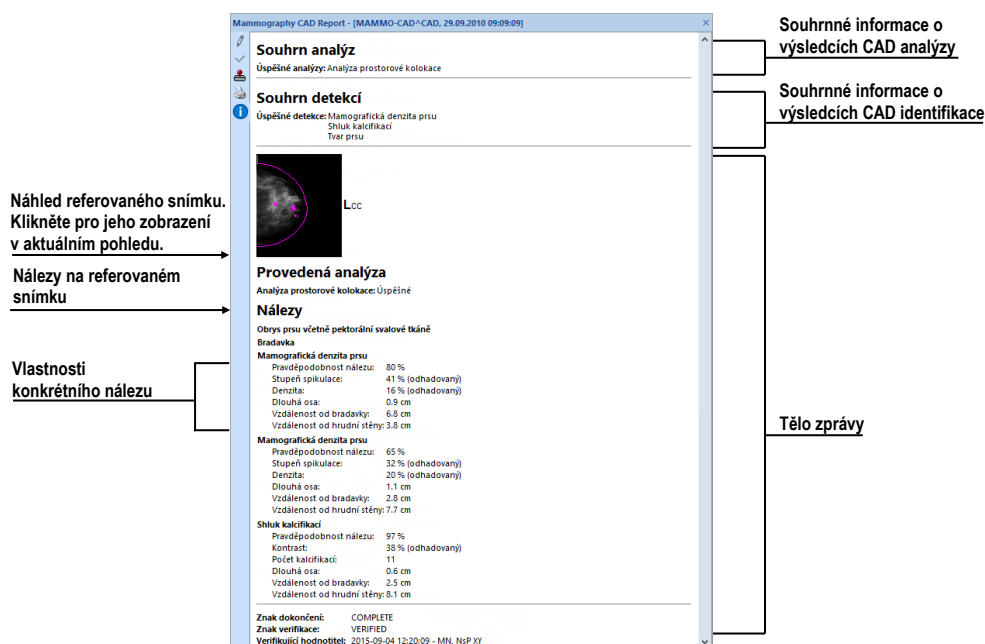 Mammography CAD Report - [MAMMO-CAD^CAD, 29.09.2010 09:09:09]
Souhrn analýz
Úspěšné analýzy: Analýza prostorové kolokace
Souhrn detekcí
Úspěšné detekce: Mamografická denzita prsu
Shluk kalcifikací
Tvar prsu
LCC
Provedená analýza
Analýza prostorové kolokace: Úspěšné
Nálezy
Obrys prsu včetně pektorální svalové tkáně
Bradavka
Mamografická denzita prsu
Pravděpodobnost nálezu: 80 %
Stupeň spikulace: 41 % (odhadovaný)
Denzita: 16 % (odhadovaný)
Dlouhá osa: 0.9 cm
Vzdálenost od bradavky: 6.8 cm
Vzdálenost od hrudní stěny: 3.8 cm
Mamografická denzita prsu
Pravděpodobnost nálezu: 65 %
Stupeň spikulace: 32 % (odhadovaný)
Denzita: 20 % (odhadovaný)
Dlouhá osa: 1.1 cm
Vzdálenost od bradavky: 2.8 cm
Vzdálenost od hrudní stěny: 7.7 cm
Shluk kalcifikací
Pravděpodobnost nálezu: 97 %
Kontrast: 38 % (odhadovaný)
Počet kalcifikací: 11
Dlouhá osa: 0.6 cm
Vzdálenost od bradavky: 2.5 cm
Vzdálenost od hrudní stěny: 8.1 cm
Znak dokončení: COMPLETE
Znak verifikace: VERIFIED
Verifikující hodnotitel: 2015-09-04 12:20:09 - MN, NsP XY
Náhled referovaného snímku.
Klikněte pro jeho zobrazení
v aktuálním pohledu.
Nálezy na referovaném
snímku
Vlastnosti
konkrétního nálezu
Souhrnné informace o
výsledcích CAD analýzy
Souhrnné informace o
výsledcích CAD identifikace
Tělo zprávy